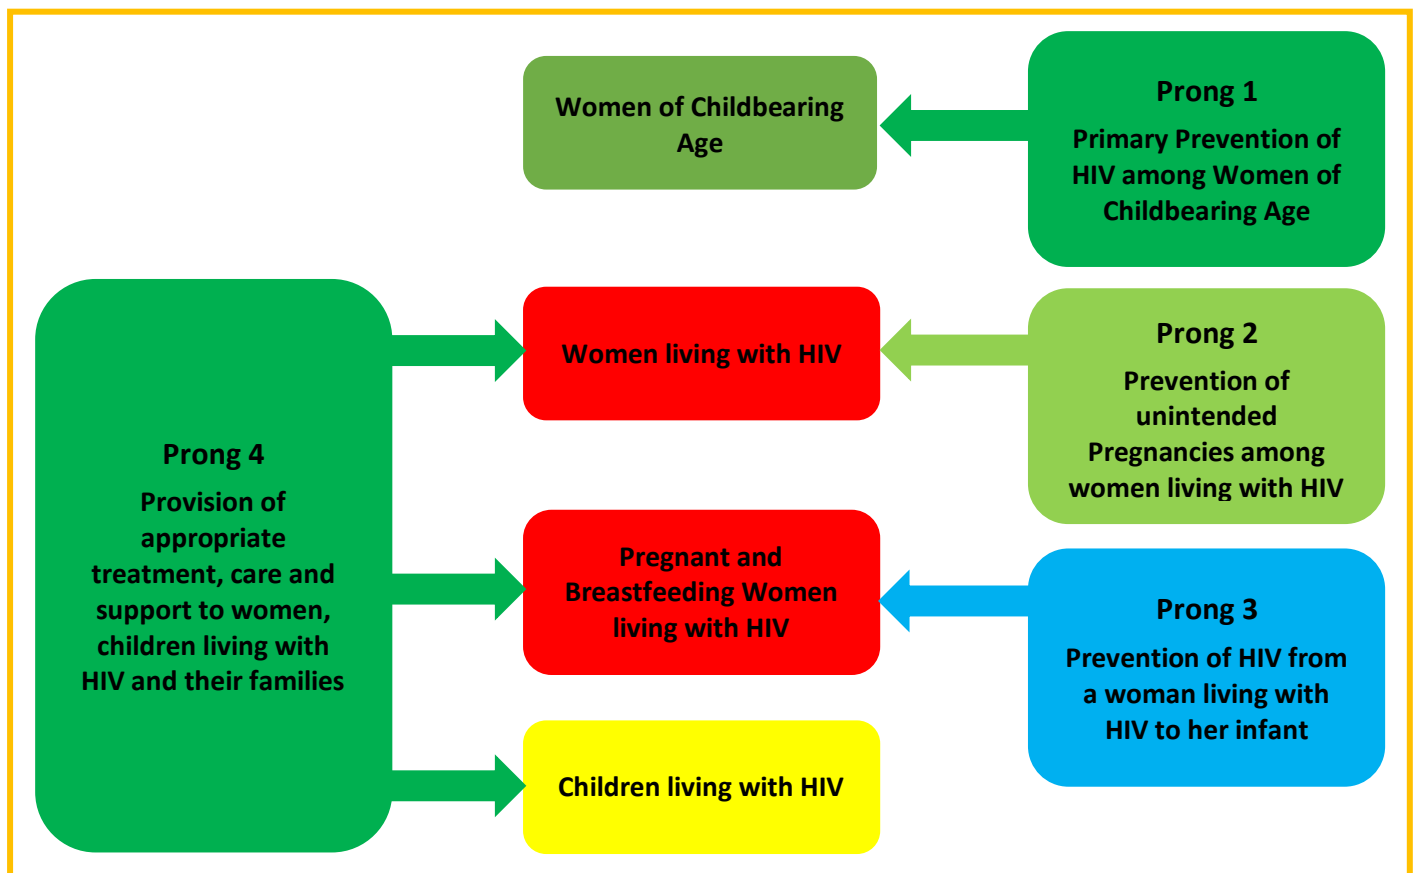 Women of Childbearing
Age
Prong 1
Primary Prevention of
HIV among Women of
Childbearing Age
Women living with HIV
Prong 2
Prevention of
unintended
Pregnancies among
women living with HIV
Prong 4
Provision of
appropriate
treatment, care and
support to women,
children living with
HIV and their families
Pregnant and
Breastfeeding Women
living with HIV
Prong 3
Prevention of HIV from
a woman living with
HIV to her infant
Children living with HIV